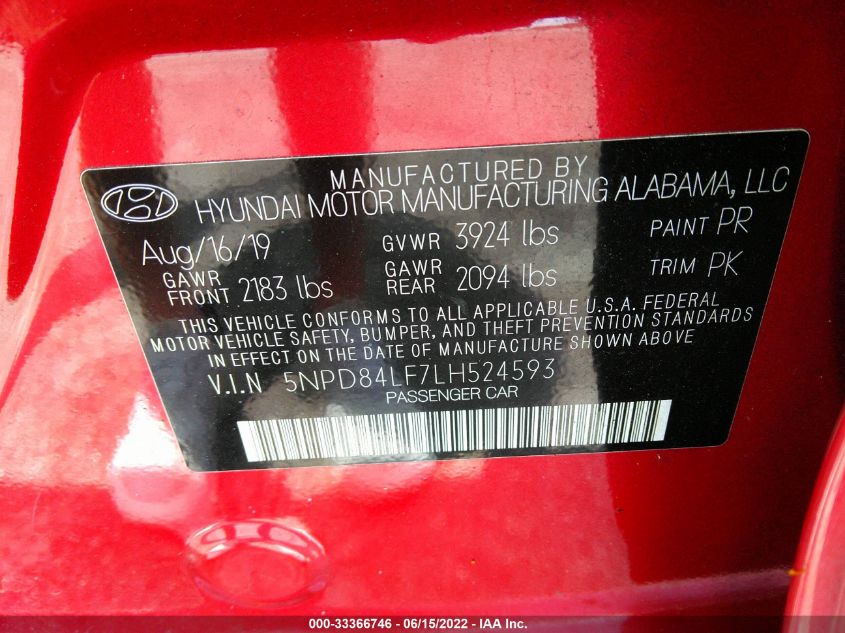 MANUFACTURED BY
HYUNDAI MOTOR MANUFACTURING ALABAMA, LLC
Aug/16/19 GVWR 3924 lbs PAINT PR
GAWR FRONT 2183 lbs GAWR REAR 2094 lbs TRIM PK
THIS VEHICLE CONFORMS TO ALL APPLICABLE U.S.A. FEDERAL
MOTOR VEHICLE SAFETY, BUMPER, AND THEFT PREVENTION STANDARDS
IN EFFECT ON THE DATE OF MANUFACTURE SHOWN ABOVE
V.I.N 5NPD84LF7LH524593
PASSENGER CAR
000-33366746 - 06/15/2022 - IAA Inc.